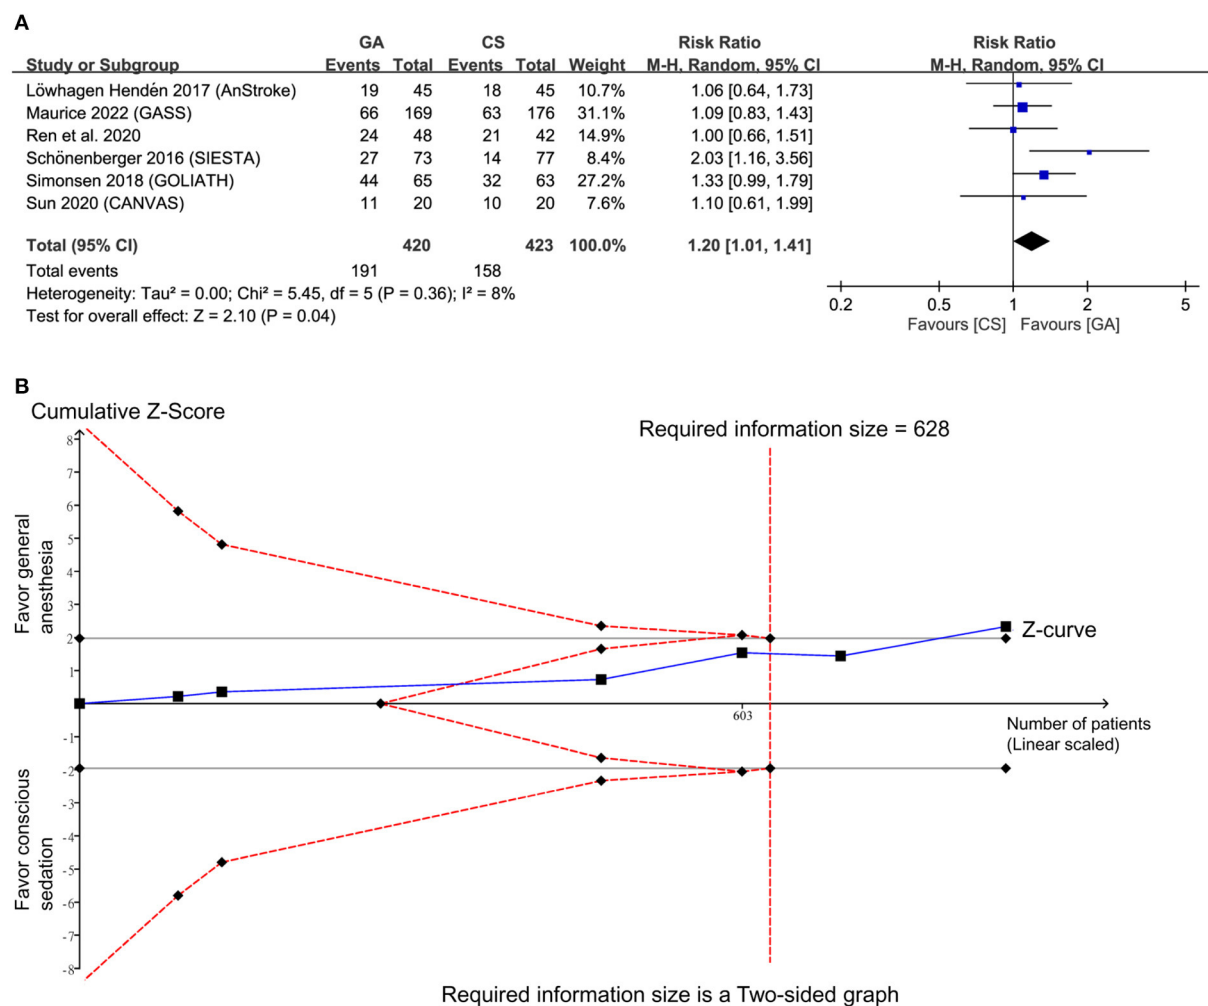 A
GA CS Risk Ratio Risk Ratio
Study or Subgroup Events Total Events Total Weight M-H, Random, 95% CI M-H, Random, 95% CI
Löwhagen Hendén 2017 (AnStroke) 19 45 18 45 10.7% 1.06 [0.64, 1.73]
Maurice 2022 (GASS) 66 169 63 176 31.1% 1.09 [0.83, 1.43]
Ren et al. 2020 24 48 21 42 14.9% 1.00 [0.66, 1.51]
Schönenberger 2016 (SIESTA) 27 73 14 77 8.4% 2.03 [1.16, 3.56]
Simonsen 2018 (GOLIATH) 44 65 32 63 27.2% 1.33 [0.99, 1.79]
Sun 2020 (CANVAS) 11 20 10 20 7.6% 1.10 [0.61, 1.99]
Total (95% CI) 420 423 100.0% 1.20 [1.01, 1.41]
Total events 191 158
Heterogeneity: Tau² = 0.00; Chi² = 5.45, df = 5 (P = 0.36); I² = 8%
Test for overall effect: Z = 2.10 (P = 0.04)
0.2 0.5 1 2 5
Favours [CS] Favours [GA]
B
Cumulative Z-Score
Required information size = 628
8
7
6
5
4
3
2
1
-1
-2
-3
-4
-5
-6
-7
-8
Favor general
anesthesia
Favor conscious
sedation
Z-curve
603
Number of patients
(Linear scaled)
Required information size is a Two-sided graph